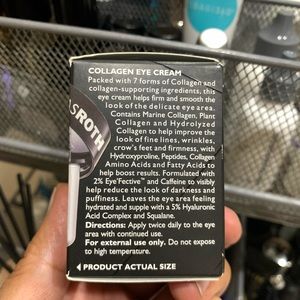 COLLAGEN EYE CREAM
Packed with 7 forms of Collagen and
collagen-supporting ingredients, this
eye cream helps firm and smooth the
look of the delicate eye area.
Contains Marine Collagen, Plant
Collagen and Hydrolyzed
Collagen to help improve the
look of fine lines, wrinkles,
crow's feet and firmness, with
Hydroxyproline, Peptides, Collagen
Amino Acids and Fatty Acids to
help boost results. Formulated with
2% Eye'Fective™ and Caffeine to visibly
help reduce the look of darkness and
puffiness. Leaves the eye area feeling
hydrated and supple with a 5% Hyaluronic
Acid Complex and Squalane.
Directions: Apply twice daily to the eye
area with continued use.
For external use only. Do not expose
to high temperature.
PRODUCT ACTUAL SIZE
ASROTH